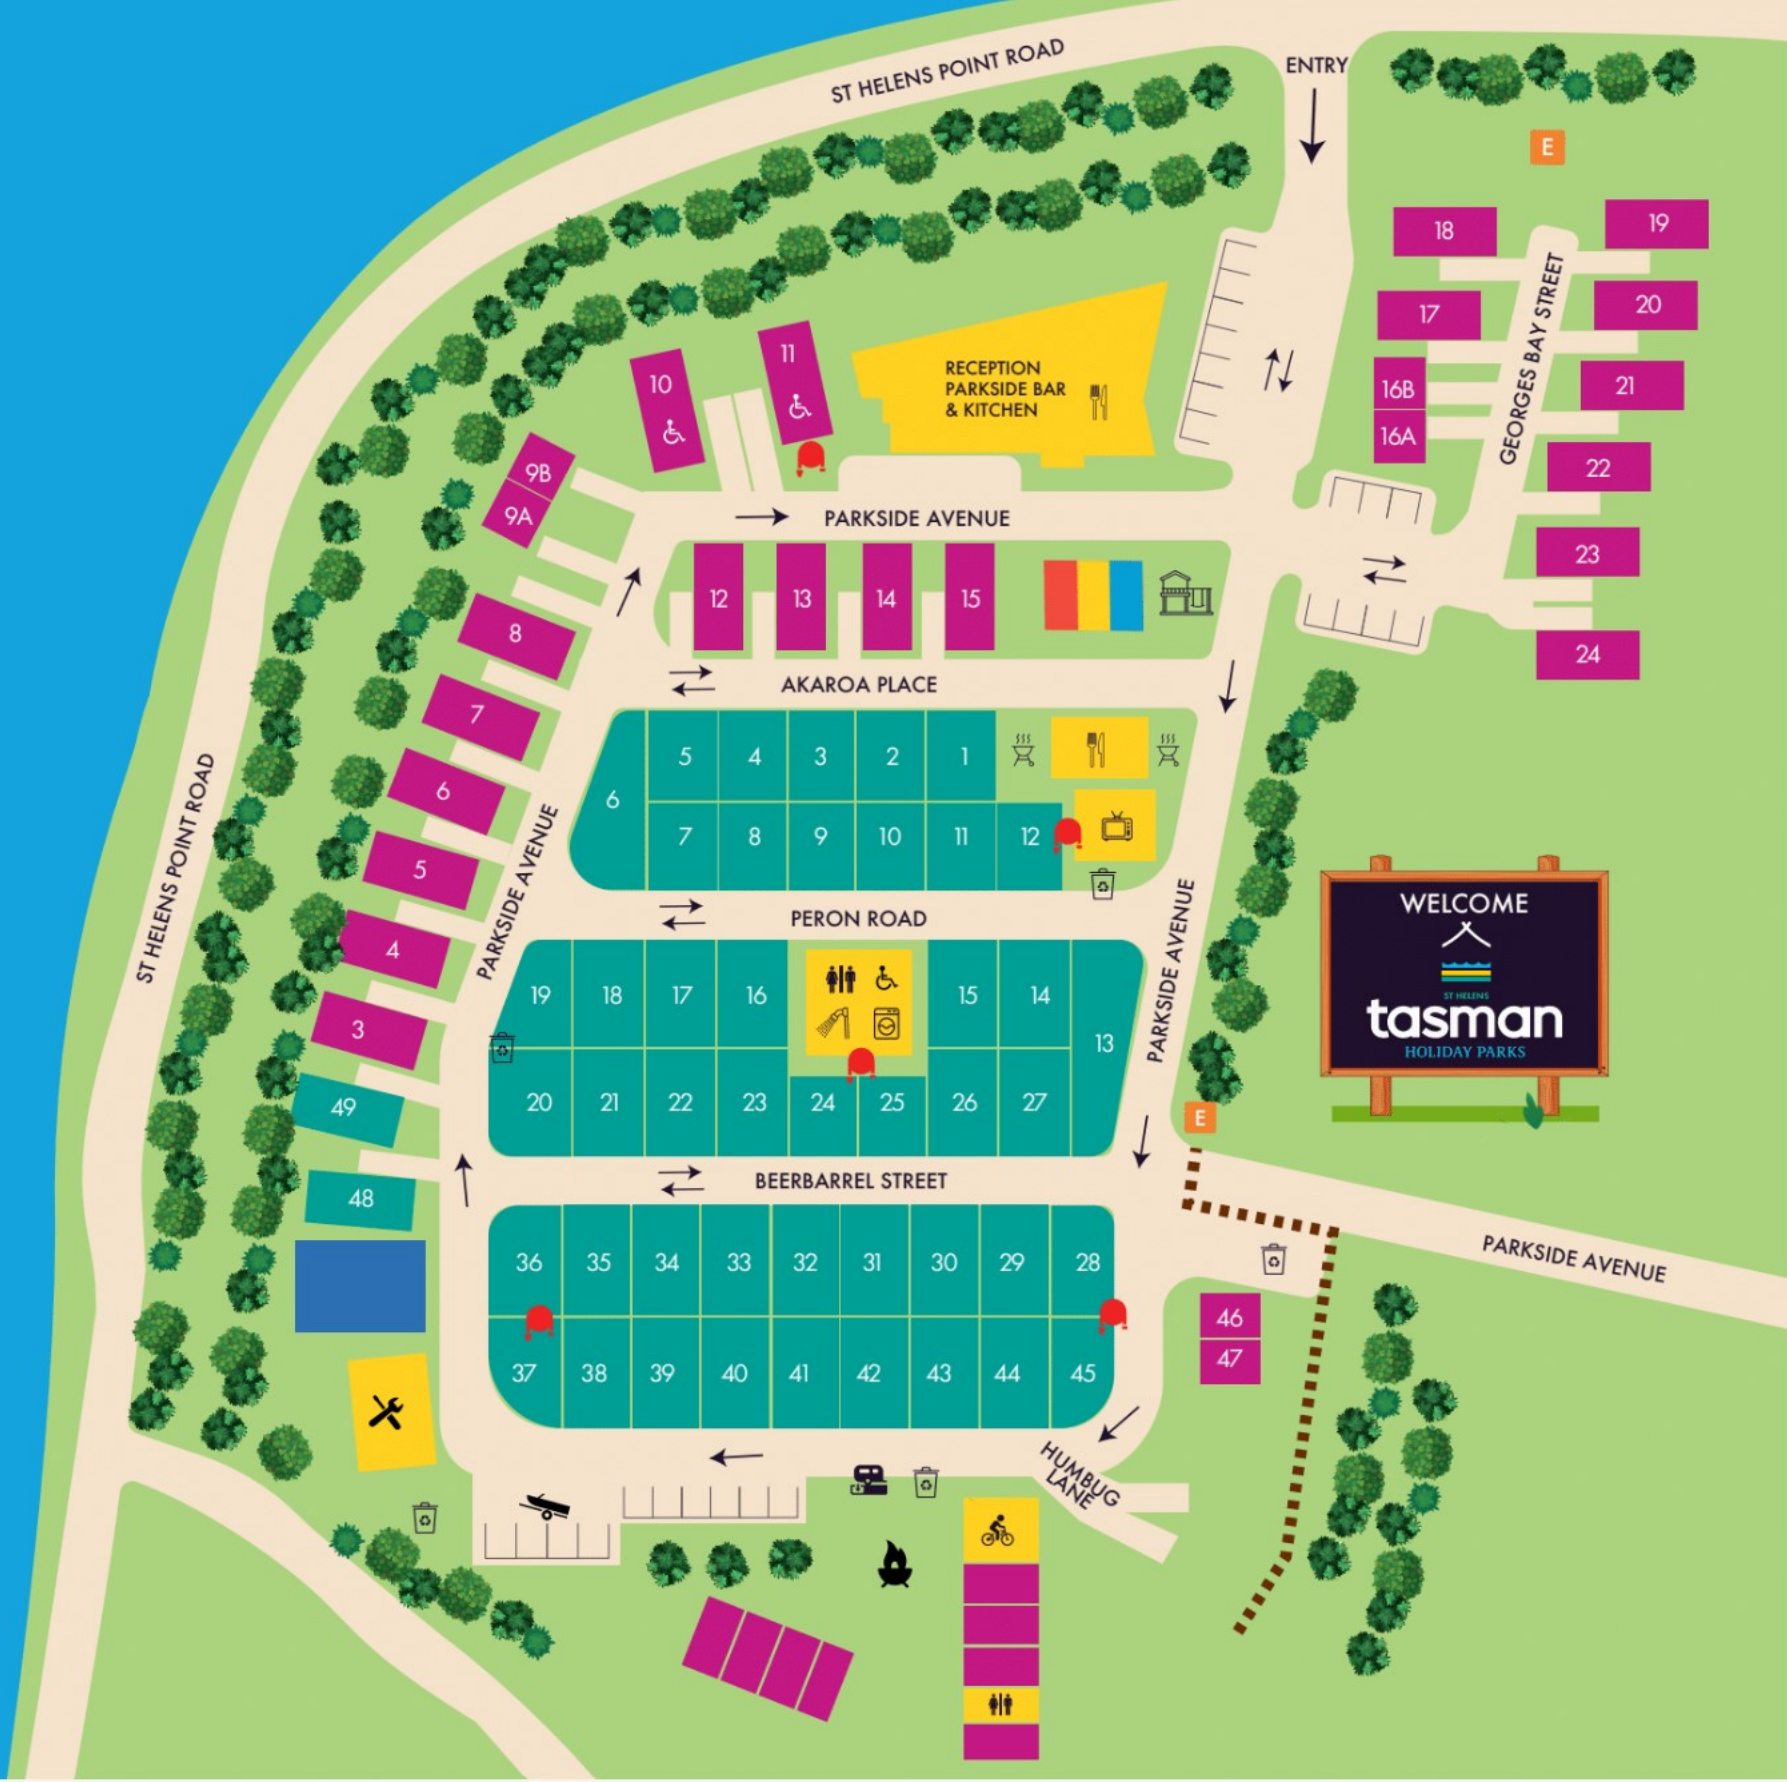 ST HELENS POINT ROAD
ENTRY
E
18
19
17
20
16B
16A
21
22
23
24
GEORGES BAY STREET
10
11
RECEPTION
PARKSIDE BAR
& KITCHEN
9B
9A
PARKSIDE AVENUE
12
13
14
15
8
7
6
5
4
3
AKAROA PLACE
6
5
4
3
2
1
7
8
9
10
11
12
PARKSIDE AVENUE
PERON ROAD
ST HELENS POINT ROAD
19
18
17
16
15
14
13
20
21
22
23
24
25
26
27
PARKSIDE AVENUE
WELCOME
ST HELENS
tasman
HOLIDAY PARKS
E
49
48
BEERBARREL STREET
36
35
34
33
32
31
30
29
28
37
38
39
40
41
42
43
44
45
PARKSIDE AVENUE
46
47
HUMBUG
LANE